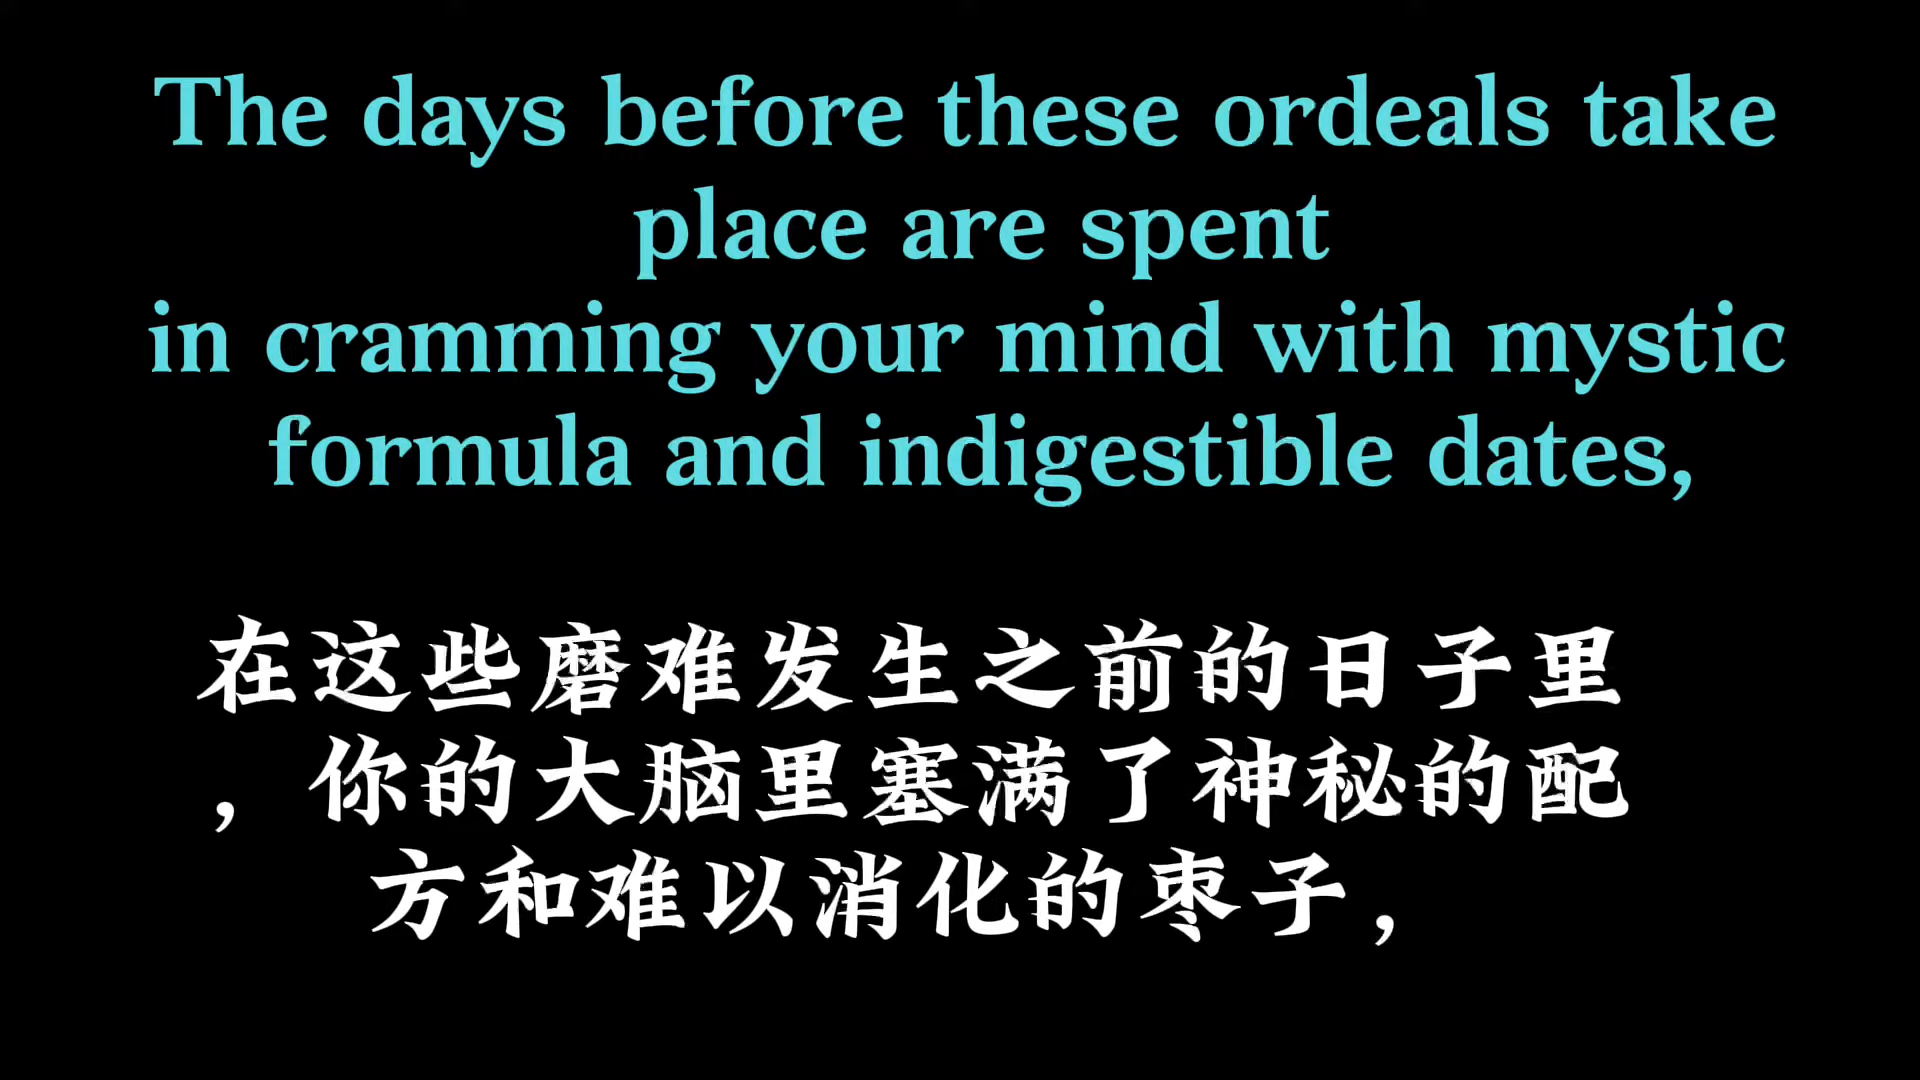 The days before these ordeals take
place are spent
in cramming your mind with mystic
formula and indigestible dates,
在这些磨难发生之前的日子里
，你的大脑里塞满了神秘的配
方和难以消化的枣子，